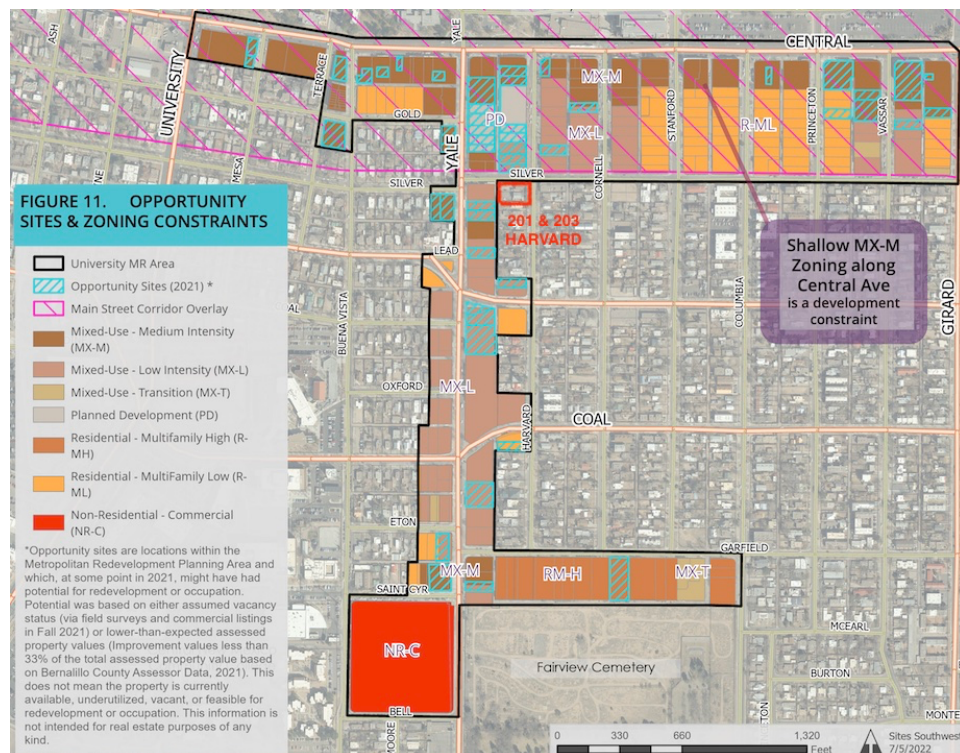 ASH
YALE
CENTRAL
UNIVERSITY
TERRACE
MX-M
GOLD
PD
MX-L
STANFORD
R-ML
PRINCETON
VASSAR
MESA
YALE
SILVER
SILVER
CORNELL
FIGURE 11. OPPORTUNITY
SITES & ZONING CONSTRAINTS
201 & 203
HARVARD
LEAD
University MR Area
Opportunity Sites (2021) *
Main Street Corridor Overlay
Mixed-Use - Medium Intensity
(MX-M)
Mixed-Use - Low Intensity (MX-L)
Mixed-Use - Transition (MX-T)
Planned Development (PD)
Residential - Multifamily High (R-
MH)
Residential - MultiFamily Low (R-
ML)
Non-Residential - Commercial
(NR-C)
*Opportunity sites are locations within the
Metropolitan Redevelopment Planning Area and
which, at some point in 2021, might have had
potential for redevelopment or occupation.
Potential was based on either assumed vacancy
status (via field surveys and commercial listings
in Fall 2021) or lower-than-expected assessed
property values (Improvement values less than
33% of the total assessed property value based
on Bernalillo County Assessor Data, 2021). This
does not mean the property is currently
available, underutilized, vacant, or feasible for
redevelopment or occupation. This information is
not intended for real estate purposes of any
kind.
Shallow MX-M
Zoning along
Central Ave
is a development
constraint
COLUMBIA
GIRARD
BUENA VISTA
OXFORD
MX-L
COAL
HARVARD
ETON
GARFIELD
MX-M
RM-H
MX-T
SAINT CYR
MCEARL
NR-C
Fairview Cemetery
BURTON
BELL
MOORE
MONTE
0 330 660 1,320
Feet
Sites Southwest
7/5/2022